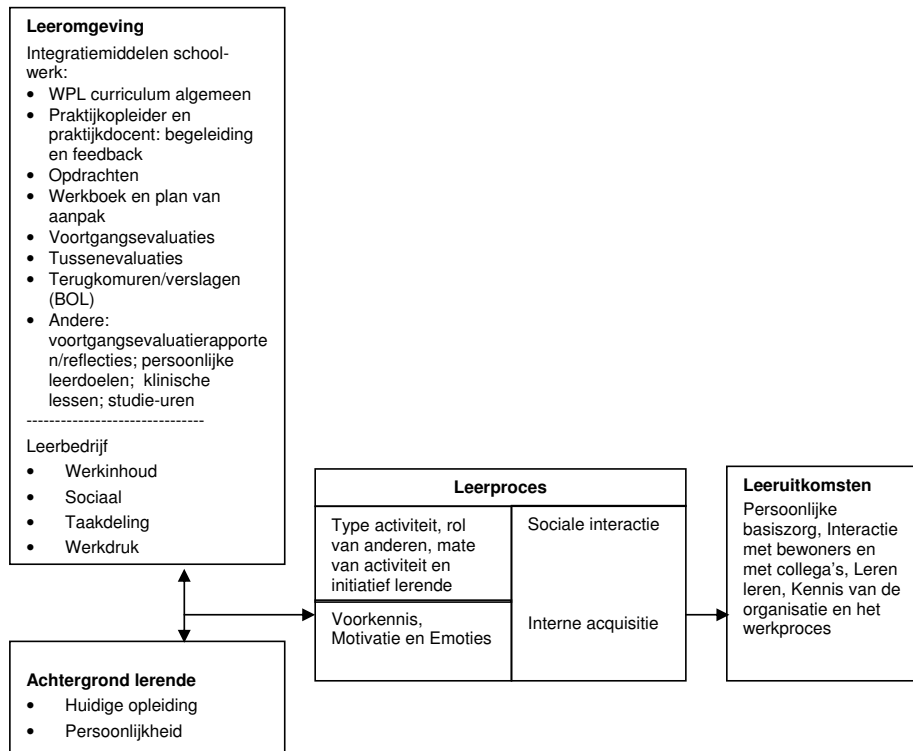 Leeromgeving
Integratiemiddelen school-
werk:
• WPL curriculum algemeen
• Praktijkopleider en
praktijkdocent: begeleiding
en feedback
• Opdrachten
• Werkboek en plan van
aanpak
• Voortgangsevaluaties
• Tussenevaluaties
• Terugkomuren/verslagen
(BOL)
• Andere:
voortgangsevaluatierapporte
n/reflecties; persoonlijke
leerdoelen; klinische
lessen; studie-uren
-------------------------------
Leerbedrijf
• Werkinhoud
• Sociaal
• Taakdeling
• Werkdruk
Achtergrond lerende
• Huidige opleiding
• Persoonlijkheid
Leerproces
Type activiteit, rol
van anderen, mate
van activiteit en
initiatief lerende
Voorkennis,
Motivatie en Emoties
Sociale interactie
Interne acquisitie
Leeruitkomsten
Persoonlijke
basiszorg, Interactie
met bewoners en
met collega's, Leren
leren, Kennis van de
organisatie en het
werkproces